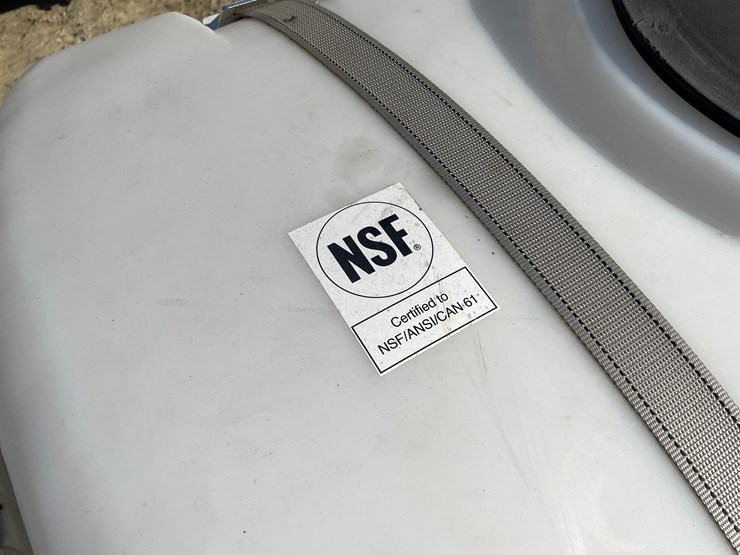 NSF®
Certified to
NSF/ANSI/CAN 61